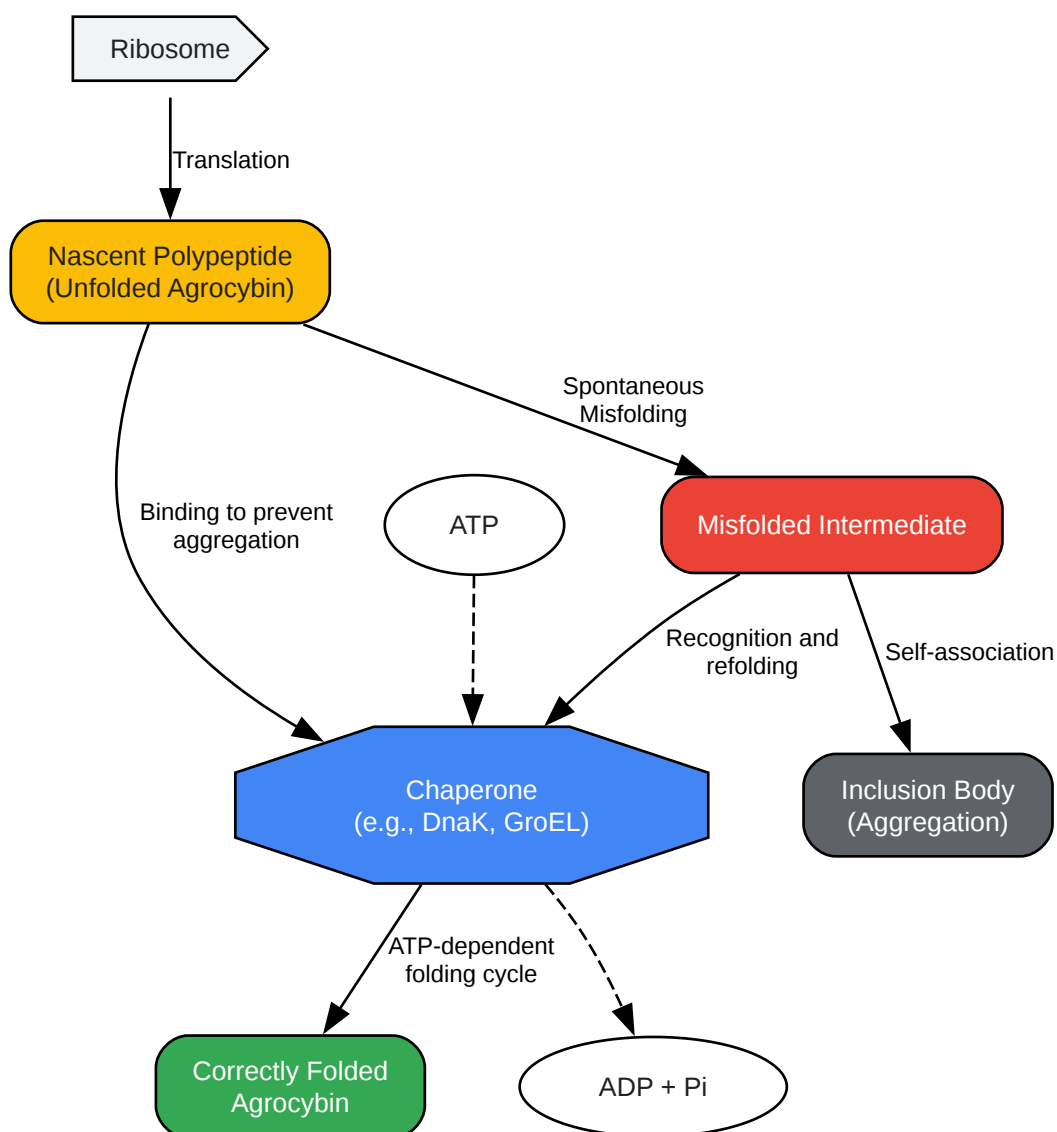 Ribosome
Translation
Nascent Polypeptide
(Unfolded Agrocybin)
Spontaneous
Misfolding
Binding to prevent
aggregation
ATP
Misfolded Intermediate
Recognition and
refolding
Self-association
Chaperone
(e.g., DnaK, GroEL)
Inclusion Body
(Aggregation)
ATP-dependent
folding cycle
Correctly Folded
Agrocybin
ADP + Pi